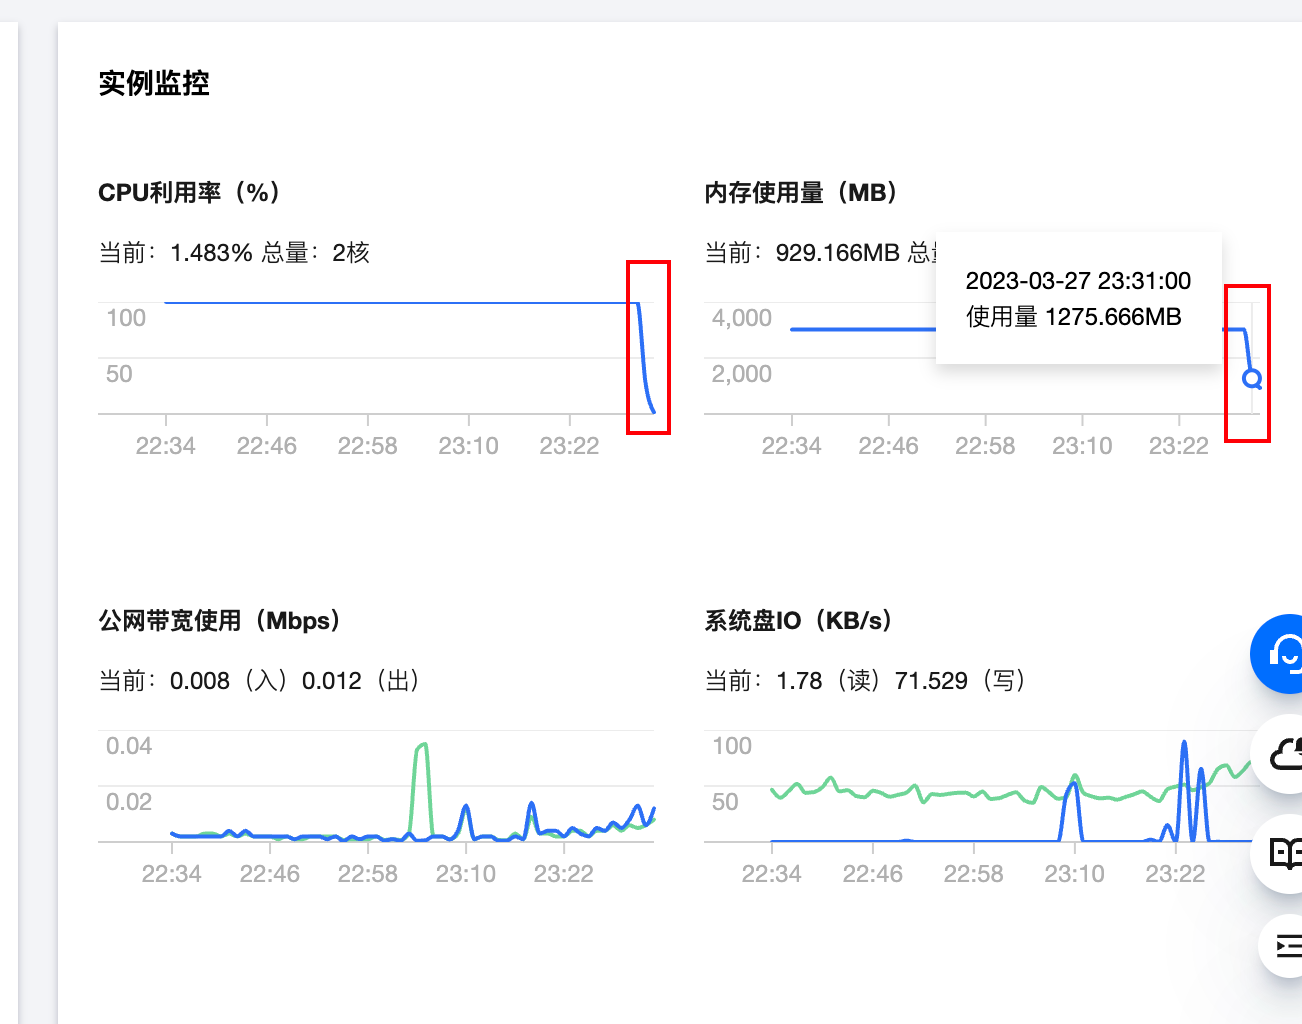 实例监控
CPU利用率（%）
当前：1.483% 总量：2核
100
50
22:34 22:46 22:58 23:10 23:22
内存使用量（MB）
当前：929.166MB 总
2023-03-27 23:31:00
使用量 1275.666MB
4,000
2,000
22:34 22:46 22:58 23:10 23:22
公网带宽使用（Mbps）
当前：0.008（入）0.012（出）
0.04
0.02
22:34 22:46 22:58 23:10 23:22
系统盘IO（KB/s）
当前：1.78（读）71.529（写）
100
50
22:34 22:46 22:58 23:10 23:22